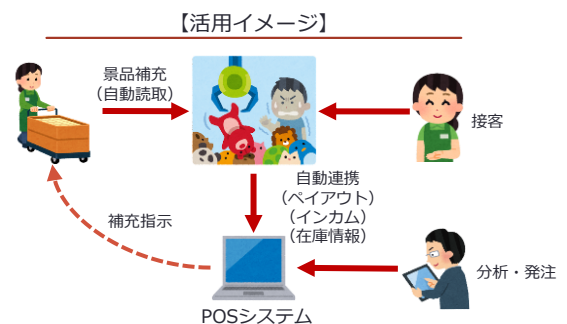 【活用イメージ】
景品補充
（自動読取）
接客
自動連携
（ペイアウト）
（インカム）
（在庫情報）
補充指示
分析・発注
POSシステム